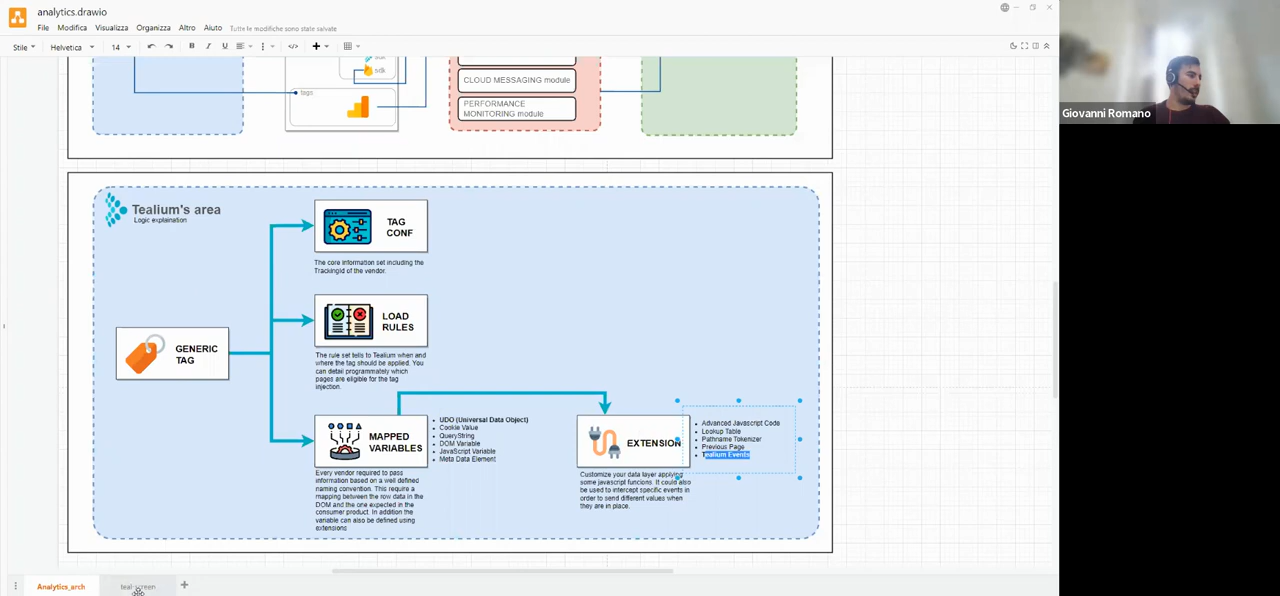 analytics.drawio
File Modifica Visualizza Organizza Altro Aiuto Tutte le modifiche sono state salvate
Stile Helvetica 14 B I U
sdk
tags
CLOUD MESSAGING module
PERFORMANCE
MONITORING module
Giovanni Romano
Tealium's area
Logic explaination
TAG
CONF
The core information set including the
TrackingId of the vendor.
LOAD
RULES
The rule set tells to Tealium when and
where the tag should be applied. You
can detail programmately which
pages are eligible for the tag
injection.
GENERIC
TAG
MAPPED
VARIABLES
• UDO (Universal Data Object)
• Cookie Value
• QueryString
• DOM Variable
• JavaScript Variable
• Meta Data Element
Every vendor required to pass
information based on a well defined
naming convention. This require a
mapping between the row data in the
DOM and the one expected in the
consumer product. In addition the
variable can also be defined using
extensions
EXTENSION
• Advanced Javascript Code
• Lookup Table
• Pathname Tokenizer
• Previous Page
• Tealium Events
Customize your data layer applying
some javascript funcions. It could also
be used to intercept specific events in
order to send different values when
they are in place.
Analytics_arch